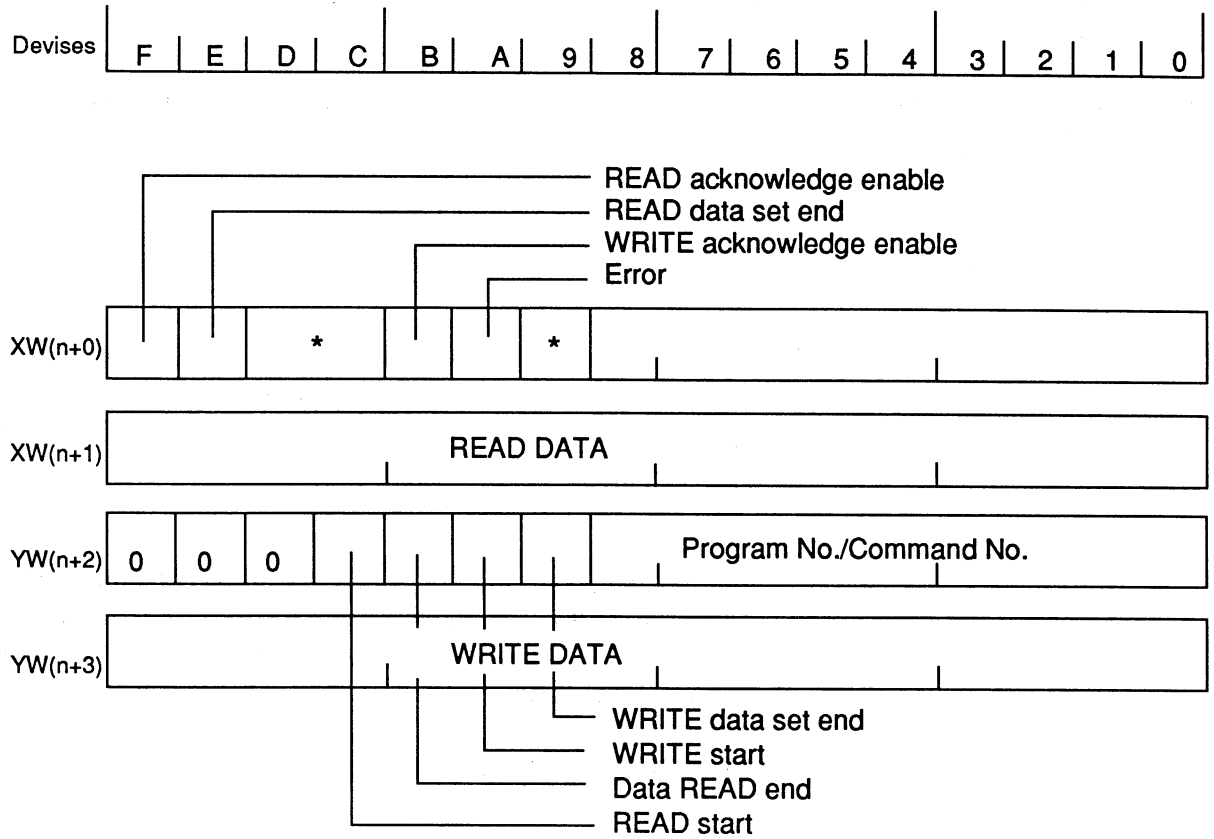 Devises F E D C B A 9 8 7 6 5 4 3 2 1 0
READ acknowledge enable
READ data set end
WRITE acknowledge enable
Error
XW(n+0) * *
XW(n+1) READ DATA
YW(n+2) 0 0 0 Program No./Command No.
YW(n+3) WRITE DATA
WRITE data set end
WRITE start
Data READ end
READ start